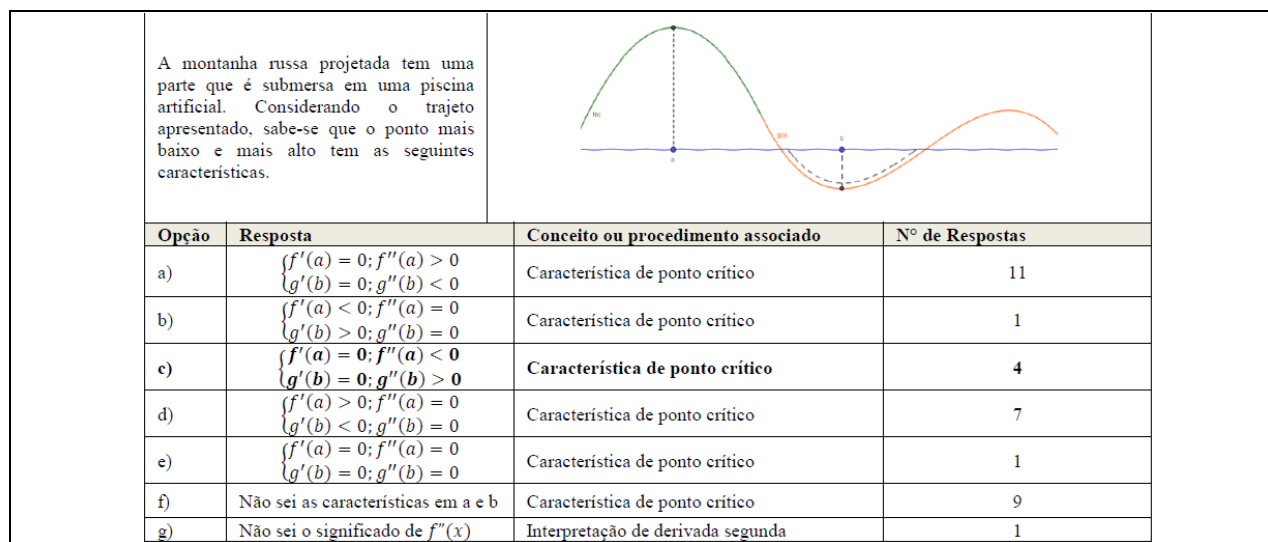 A montanha russa projetada tem uma
parte que é submersa em uma piscina
artificial. Considerando o trajeto
apresentado, sabe-se que o ponto mais
baixo e mais alto tem as seguintes
características.
a
b
Opção Resposta Conceito ou procedimento associado N° de Respostas
a) {f′(a) = 0; f′′(a) > 0 Característica de ponto crítico 11
g′(b) = 0; g′′(b) < 0
b) {f′(a) < 0; f′′(a) = 0 Característica de ponto crítico 1
g′(b) > 0; g′′(b) = 0
c) {f′(a) = 0; f′′(a) < 0 Característica de ponto crítico 4
g′(b) = 0; g′′(b) > 0
d) {f′(a) > 0; f′′(a) = 0 Característica de ponto crítico 7
g′(b) < 0; g′′(b) = 0
e) {f′(a) = 0; f′′(a) = 0 Característica de ponto crítico 1
g′(b) = 0; g′′(b) = 0
f) Não sei as características em a e b Característica de ponto crítico 9
g) Não sei o significado de f"(x) Interpretação de derivada segunda 1